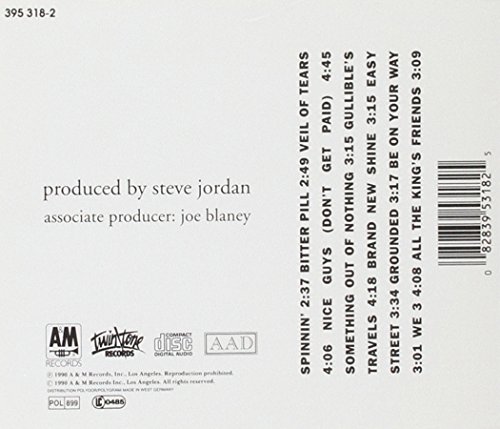 395 318-2
produced by steve jordan
associate producer: joe blaney
SPINNIN' 2:37 BITTER PILL 2:49 VEIL OF TEARS
4:06 NICE GUYS (DON'T GET PAID) 4:45
SOMETHING OUT OF NOTHING 3:15 GULLIBLE'S
TRAVELS 4:18 BRAND NEW SHINE 3:15 EASY
STREET 3:34 GROUNDED 3:17 BE ON YOUR WAY
3:01 WE 3 4:08 ALL THE KING'S FRIENDS 3:09
0 82839 53182 5
A&M
RECORDS
Twin/Tone
RECORDS
COMPACT
disc
DIGITAL AUDIO
AAD
℗ 1990 A & M Records, Inc., Los Angeles. Reproduction prohibited.
© 1990 A & M Records, Inc., Los Angeles. All rights reserved.
DISTRIBUTION POLYDOR/POLYGRAM MADE IN WEST GERMANY
POL 899
LC 0485